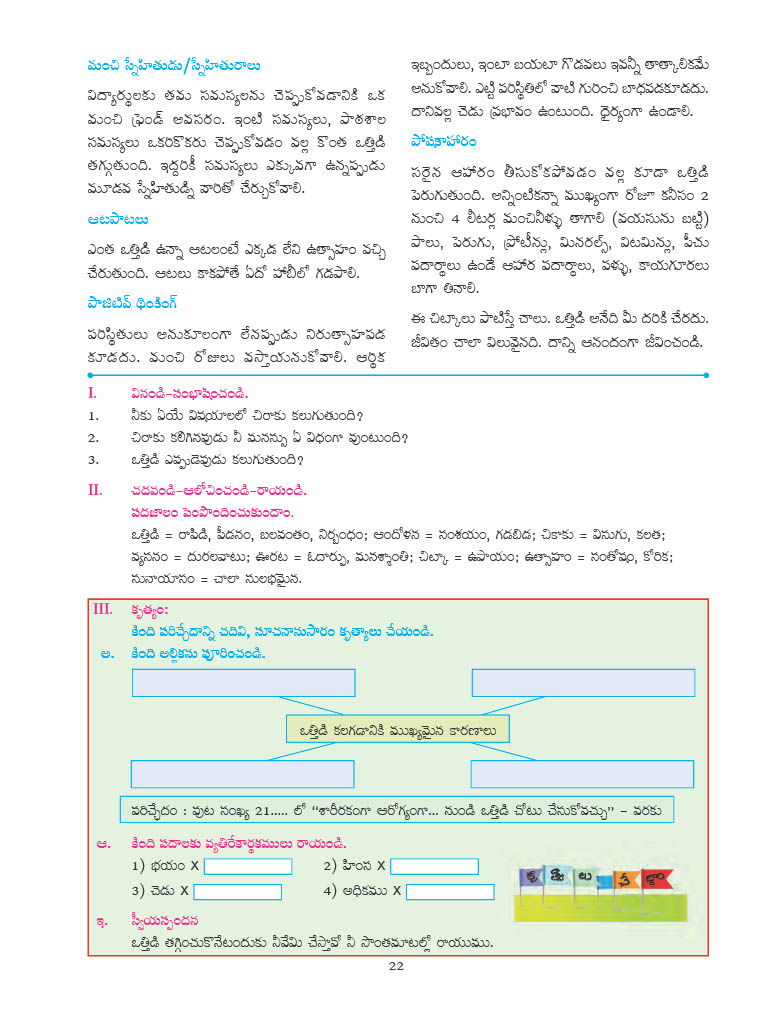 మంచి స్నేహితుడు/స్నేహితురాలు
విద్యార్థులకు తమ సమస్యలను చెప్పుకోవడానికి ఒక
మంచి ఫ్రెండ్ అవసరం. ఇంటి సమస్యలు, పాఠశాల
సమస్యలు ఒకరికొకరు చెప్పుకోవడం వల్ల కొంత ఒత్తిడి
తగ్గుతుంది. ఇద్దరికీ సమస్యలు ఎక్కువగా ఉన్నప్పుడు
మూడవ స్నేహితుడ్ని వారితో చేర్చుకోవాలి.
ఆటపాటలు
ఎంత ఒత్తిడి ఉన్నా ఆటలంటే ఎక్కడ లేని ఉత్సాహం వచ్చి
చేరుతుంది. ఆటలు కాకపోతే ఏదో హాబీలో గడపాలి.
పాజిటివ్ థింకింగ్
పరిస్థితులు అనుకూలంగా లేనప్పుడు నిరుత్సాహపడ
కూడదు. మంచి రోజులు వస్తాయనుకోవాలి. ఆర్థిక
ఇబ్బందులు, ఇంటా బయటా గొడవలు ఇవన్నీ తాత్కాలికమే
అనుకోవాలి. ఎట్టి పరిస్థితిలో వాటి గురించి బాధపడకూడదు.
దానివల్ల చెడు ప్రభావం ఉంటుంది. ధైర్యంగా ఉండాలి.
పోషకాహారం
సరైన ఆహారం తీసుకోకపోవడం వల్ల కూడా ఒత్తిడి
పెరుగుతుంది. అన్నింటికన్నా ముఖ్యంగా రోజూ కనీసం 2
నుంచి 4 లీటర్ల మంచినీళ్ళు తాగాలి (వయసును బట్టి)
పాలు, పెరుగు, ప్రోటీన్లు, మినరల్స్, విటమిన్లు, పీచు
పదార్థాలు ఉండే ఆహార పదార్థాలు, పళ్ళు, కాయగూరలు
బాగా తినాలి.
ఈ చిట్కాలు పాటిస్తే చాలు. ఒత్తిడి అనేది మీ దరికి చేరదు.
జీవితం చాలా విలువైనది. దాన్ని ఆనందంగా జీవించండి.
I. వినండి-సంభాషించండి.
1. నీకు ఏయే విషయాలలో చిరాకు కలుగుతుంది?
2. చిరాకు కలిగినపుడు నీ మనస్సు ఏ విధంగా వుంటుంది?
3. ఒత్తిడి ఎప్పుడెపుడు కలుగుతుంది?
II. చదవండి-ఆలోచించండి-రాయండి.
పదజాలం పెంపొందించుకుందాం.
ఒత్తిడి = రాపిడి, పీడనం, బలవంతం, నిర్బంధం; ఆందోళన = సంశయం, గడబిడ; చికాకు = విసుగు, కలత;
వ్యసనం = దురలవాటు; ఊరట = ఓదార్పు, మనశ్శాంతి; చిట్కా = ఉపాయం; ఉత్సాహం = సంతోషం, కోరిక;
సునాయాసం = చాలా సులభమైన.
III. కృత్యం:
కింది పరిచ్ఛేదాన్ని చదివి, సూచనానుసారం కృత్యాలు చేయండి.
అ. కింది అల్లికను పూరించండి.
ఒత్తిడి కలగడానికి ముఖ్యమైన కారణాలు
పరిచ్ఛేదం : పుట సంఖ్య 21..... లో “శారీరకంగా ఆరోగ్యంగా... నుండి ఒత్తిడి చోటు చేసుకోవచ్చు” – వరకు
ఆ. కింది పదాలకు వ్యతిరేకార్థకములు రాయండి.
1) భయం X 2) హింస X
3) చెడు X 4) అధికము X
ఇ. స్వీయస్పందన
ఒత్తిడి తగ్గించుకొనేటందుకు నీవేమి చేస్తావో నీ సొంతమాటల్లో రాయుము.
22